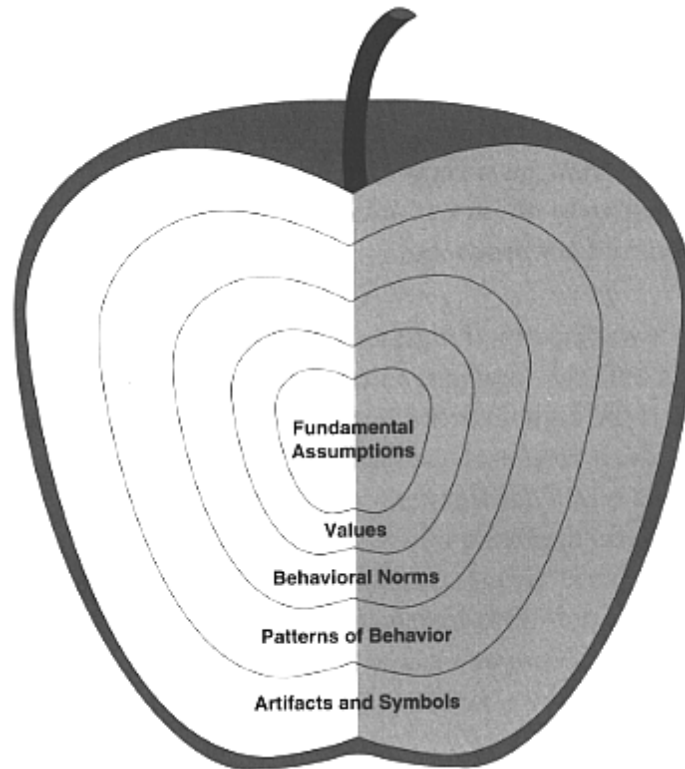 Fundamental
Assumptions
Values
Behavioral Norms
Patterns of Behavior
Artifacts and Symbols